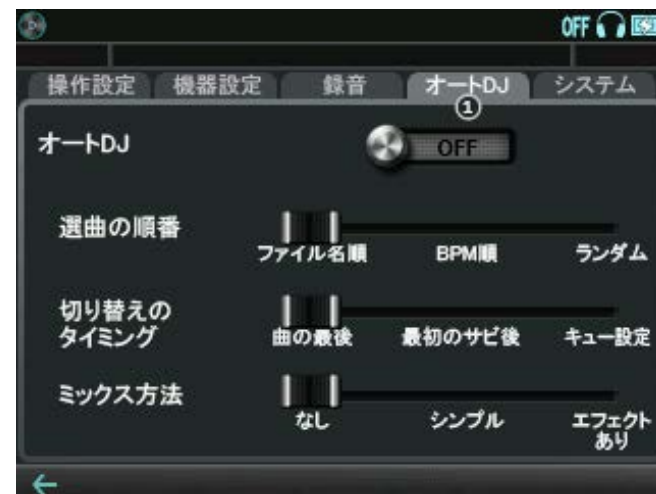 OFF
操作設定 機器設定 録音 オートDJ システム
①
オートDJ OFF
選曲の順番
ファイル名順 BPM順 ランダム
切り替えの
タイミング
曲の最後 最初のサビ後 キュー設定
ミックス方法
なし シンプル エフェクト
あり